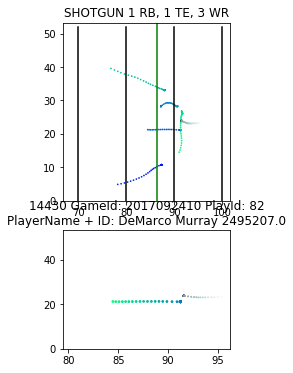 SHOTGUN 1 RB, 1 TE, 3 WR
50
40
30
20
10
0
70 80 90 100
14430 GameId: 2017092410 PlayId: 82
PlayerName + ID: DeMarco Murray 2495207.0
40
20
0
80 85 90 95